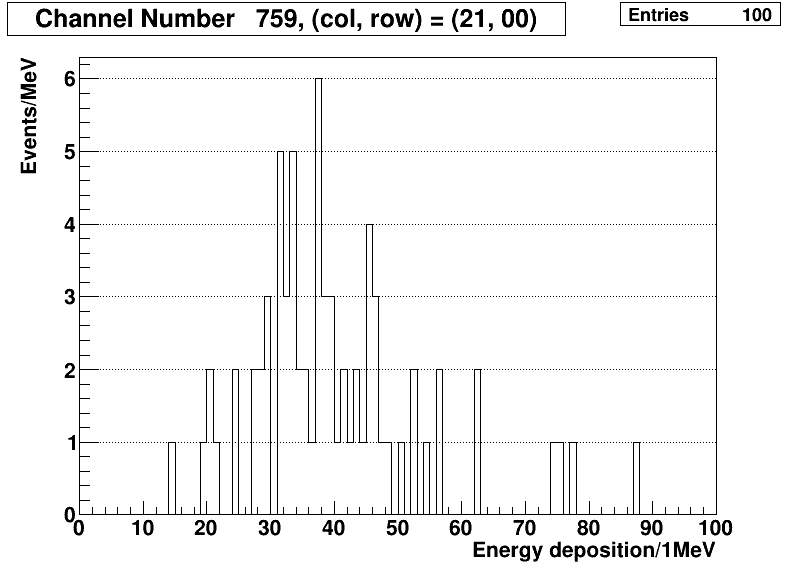 Channel Number 759, (col, row) = (21, 00)
Entries 100
Events/MeV
6
5
4
3
2
1
0
0 10 20 30 40 50 60 70 80 90 100
Energy deposition/1MeV